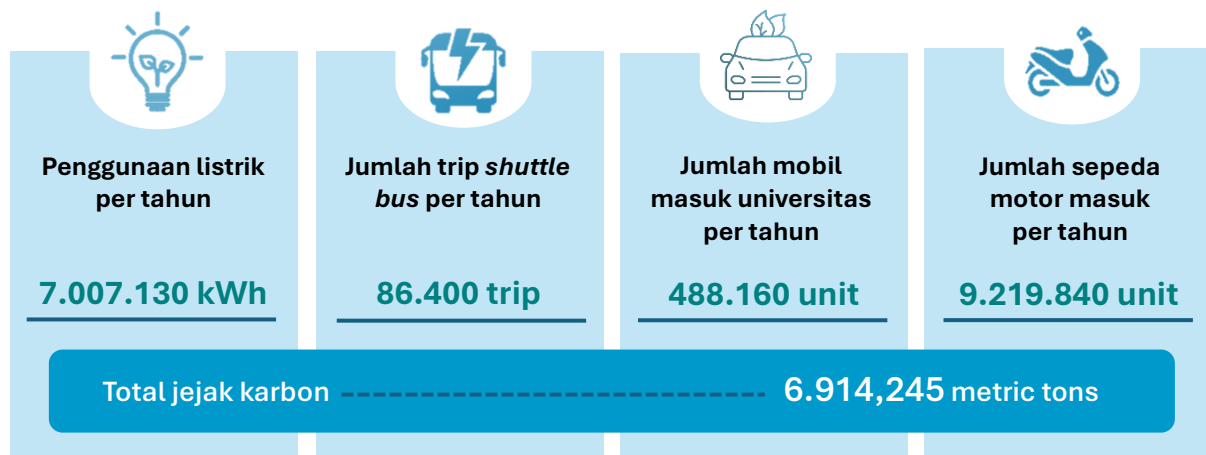 Penggunaan listrik
per tahun
7.007.130 kWh
Jumlah trip shuttle
bus per tahun
86.400 trip
Jumlah mobil
masuk universitas
per tahun
488.160 unit
Jumlah sepeda
motor masuk
per tahun
9.219.840 unit
Total jejak karbon 6.914,245 metric tons